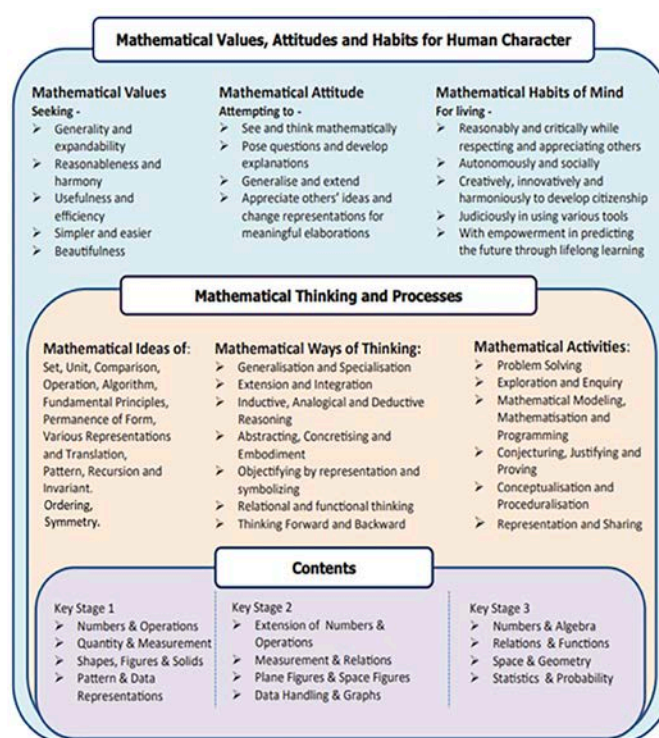 Mathematical Values, Attitudes and Habits for Human Character
Mathematical Values
Seeking -
➤ Generality and
expandability
➤ Reasonableness and
harmony
➤ Usefulness and
efficiency
➤ Simpler and easier
➤ Beautifulness
Mathematical Attitude
Attempting to -
➤ See and think mathematically
➤ Pose questions and develop
explanations
➤ Generalise and extend
➤ Appreciate others' ideas and
change representations for
meaningful elaborations
Mathematical Habits of Mind
For living -
➤ Reasonably and critically while
respecting and appreciating others
➤ Autonomously and socially
➤ Creatively, innovatively and
harmoniously to develop citizenship
➤ Judiciously in using various tools
➤ With empowerment in predicting
the future through lifelong learning
Mathematical Thinking and Processes
Mathematical Ideas of:
Set, Unit, Comparison,
Operation, Algorithm,
Fundamental Principles,
Permanence of Form,
Various Representations
and Translation,
Pattern, Recursion and
Invariant.
Ordering,
Symmetry.
Mathematical Ways of Thinking:
➤ Generalisation and Specialisation
➤ Extension and Integration
➤ Inductive, Analogical and Deductive
Reasoning
➤ Abstracting, Concretising and
Embodiment
➤ Objectifying by representation and
symbolizing
➤ Relational and functional thinking
➤ Thinking Forward and Backward
Mathematical Activities:
➤ Problem Solving
➤ Exploration and Enquiry
➤ Mathematical Modeling,
Mathematisation and
Programming
➤ Conjecturing, Justifying and
Proving
➤ Conceptualisation and
Proceduralisation
➤ Representation and Sharing
Contents
Key Stage 1
➤ Numbers & Operations
➤ Quantity & Measurement
➤ Shapes, Figures & Solids
➤ Pattern & Data
Representations
Key Stage 2
➤ Extension of Numbers &
Operations
➤ Measurement & Relations
➤ Plane Figures & Space Figures
➤ Data Handling & Graphs
Key Stage 3
➤ Numbers & Algebra
➤ Relations & Functions
➤ Space & Geometry
➤ Statistics & Probability